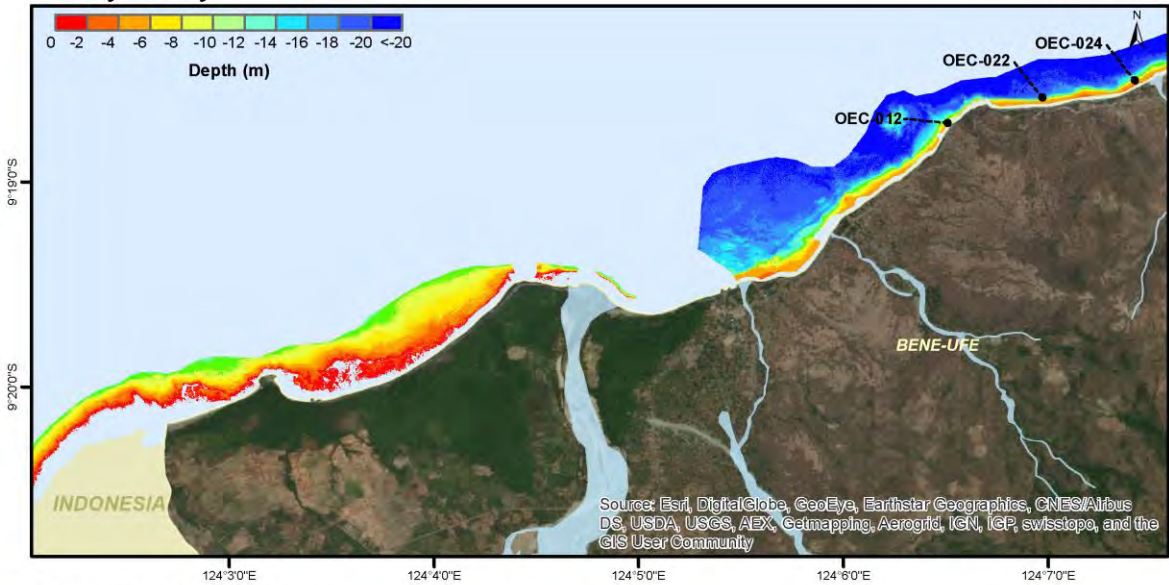 0 -2 -4 -6 -8 -10 -12 -14 -16 -18 -20 <-20
Depth (m)
N
OEC-024
OEC-022
OEC-012
9°19'0"S
9°20'0"S
BENE-UFE
INDONESIA
Source: Esri, DigitalGlobe, GeoEye, Earthstar Geographics, CNES/Airbus
DS, USDA, USGS, AEX, Getmapping, Aerogrid, IGN, IGP, swisstopo, and the
GIS User Community
124°3'0"E 124°4'0"E 124°5'0"E 124°6'0"E 124°7'0"E